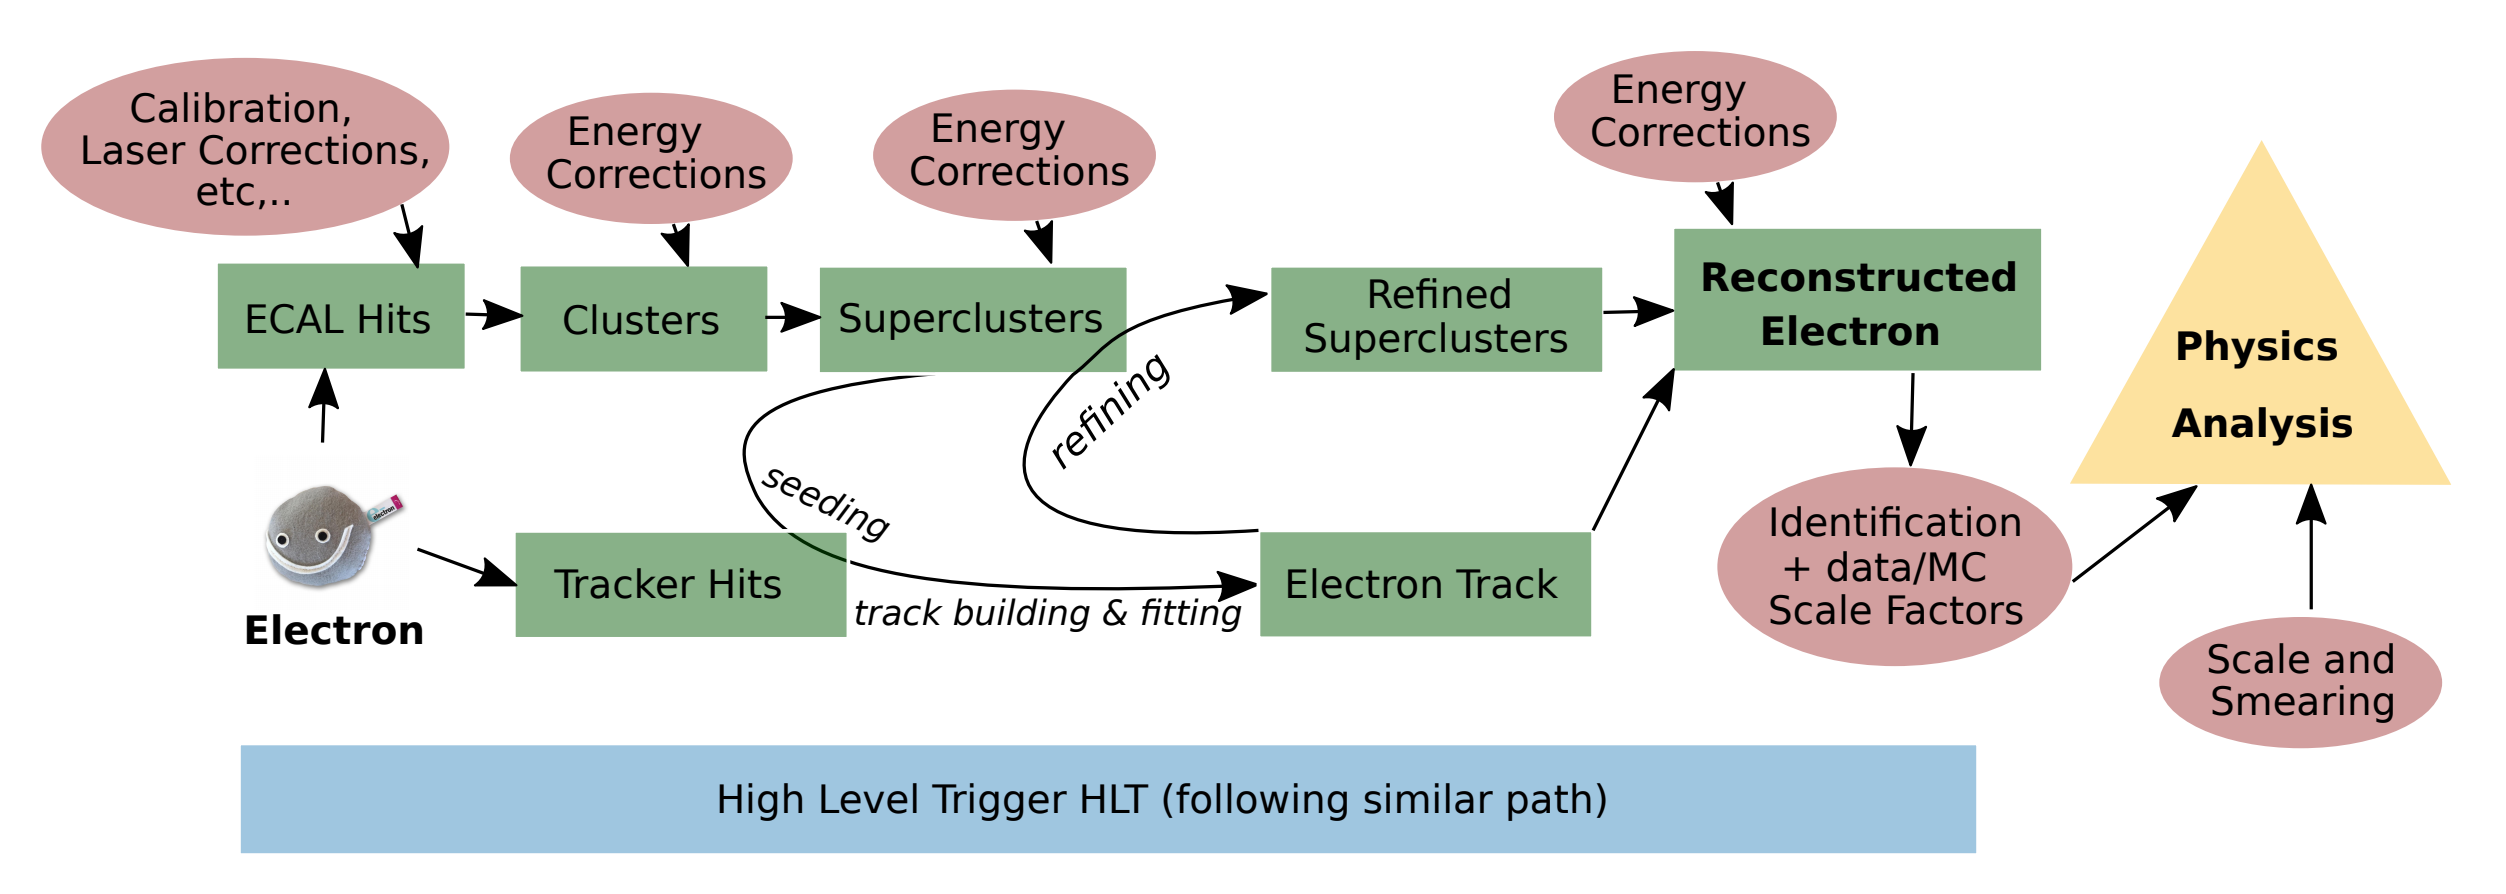 Calibration,
Laser Corrections,
etc,..
Energy
Corrections
Energy
Corrections
Energy
Corrections
ECAL Hits
Clusters
Superclusters
Refined
Superclusters
Reconstructed
Electron
Physics
Analysis
refining
seeding
electron
Electron
Tracker Hits
track building & fitting
Electron Track
Identification
+ data/MC
Scale Factors
Scale and
Smearing
High Level Trigger HLT (following similar path)